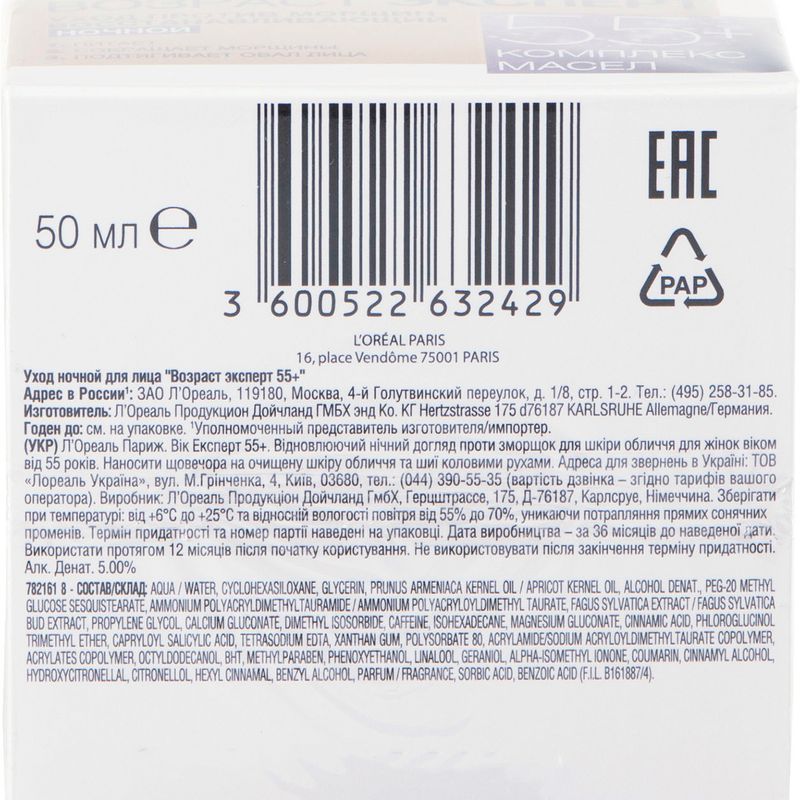 ВОЗРАСТ ЭКСПЕРТ
УХОД ПРОТИВ МОРЩИН
НОЧНОЙ
55+
КОМПЛЕКС
МАСЕЛ
МОРЩИНЫ
3. ПОДТЯГИВАЕТ ОВАЛ ЛИЦА
50 мл ℮
EAC
PAP
3 600522 632429
L'ORÉAL PARIS
16, place Vendôme 75001 PARIS
Уход ночной для лица "Возраст эксперт 55+"
Адрес в России¹: ЗАО Л'Ореаль, 119180, Москва, 4-й Голутвинский переулок, д. 1/8, стр. 1-2. Тел.: (495) 258-31-85.
Изготовитель: Л'Ореаль Продукцион Дойчланд ГМБХ энд Ко. КГ Hertzstrasse 175 d76187 KARLSRUHE Allemagne/Германия.
Годен до: см. на упаковке. ¹Уполномоченный представитель изготовителя/импортер.
(УКР) Л'Ореаль Париж. Вік Експерт 55+. Відновлюючий нічний догляд проти зморщок для шкіри обличчя для жінок віком
від 55 років. Наносити щовечора на очищену шкіру обличчя та шиї коловими рухами. Адреса для звернень в Україні: ТОВ
«Лореаль Україна», вул. М.Грінченка, 4, Київ, 03680, тел.: (044) 390-55-35 (вартість дзвінка – згідно тарифів вашого
оператора). Виробник: Л'Ореаль Продукціон Дойчланд ГмбХ, Герцштрассе, 175, Д-76187, Карлсруе, Німеччина. Зберігати
при температурі: від +6°С до +25°С та відносній вологості повітря від 55% до 70%, уникаючи потрапляння прямих сонячних
променів. Термін придатності та номер партії наведені на упаковці. Дата виробництва – за 36 місяців до наведеної дати.
Використати протягом 12 місяців після початку користування. Не використовувати після закінчення терміну придатності.
Алк. Денат. 5.00%
782161 8 - СОСТАВ/СКЛАД: AQUA / WATER, CYCLOHEXASILOXANE, GLYCERIN, PRUNUS ARMENIACA KERNEL OIL / APRICOT KERNEL OIL, ALCOHOL DENAT., PEG-20 METHYL
GLUCOSE SESQUISTEARATE, AMMONIUM POLYACRYLDIMETHYLTAURAMIDE / AMMONIUM POLYACRYLOYLDIMETHYL TAURATE, FAGUS SYLVATICA EXTRACT / FAGUS SYLVATICA
BUD EXTRACT, PROPYLENE GLYCOL, CALCIUM GLUCONATE, DIMETHYL ISOSORBIDE, CAFFEINE, ISOHEXADECANE, MAGNESIUM GLUCONATE, CINNAMIC ACID, PHLOROGLUCINOL
TRIMETHYL ETHER, CAPRYLOYL SALICYLIC ACID, TETRASODIUM EDTA, XANTHAN GUM, POLYSORBATE 80, ACRYLAMIDE/SODIUM ACRYLOYLDIMETHYLTAURATE COPOLYMER,
ACRYLATES COPOLYMER, OCTYLDODECANOL, BHT, METHYLPARABEN, PHENOXYETHANOL, LINALOOL, GERANIOL, ALPHA-ISOMETHYL IONONE, COUMARIN, CINNAMYL ALCOHOL,
HYDROXYCITRONELLAL, CITRONELLOL, HEXYL CINNAMAL, BENZYL ALCOHOL, PARFUM / FRAGRANCE, SORBIC ACID, BENZOIC ACID (F.I.L. B161887/4).